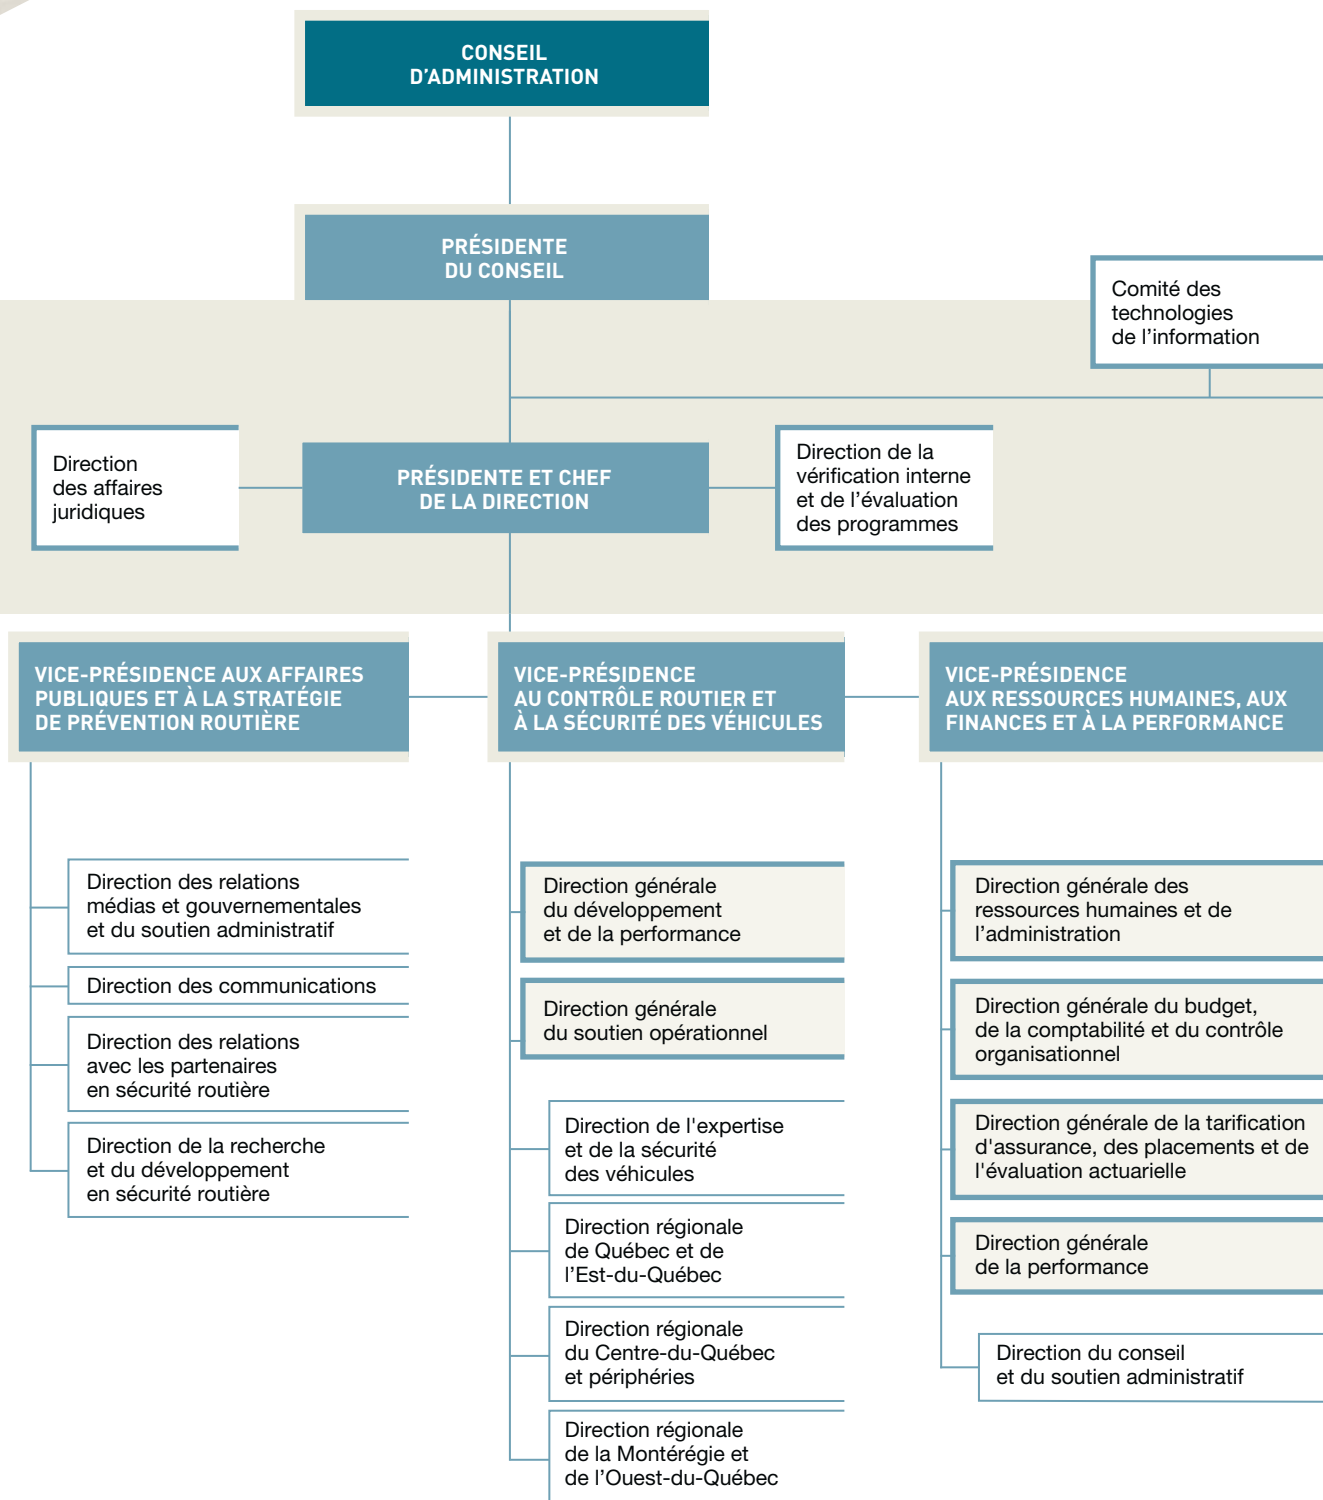 CONSEIL
D'ADMINISTRATION
PRÉSIDENTE
DU CONSEIL
Comité des
technologies
de l'information
Direction
des affaires
juridiques
PRÉSIDENTE ET CHEF
DE LA DIRECTION
Direction de la
vérification interne
et de l'évaluation
des programmes
VICE-PRÉSIDENCE AUX AFFAIRES
PUBLIQUES ET À LA STRATÉGIE
DE PRÉVENTION ROUTIÈRE
Direction des relations
médias et gouvernementales
et du soutien administratif
Direction des communications
Direction des relations
avec les partenaires
en sécurité routière
Direction de la recherche
et du développement
en sécurité routière
VICE-PRÉSIDENCE
AU CONTRÔLE ROUTIER ET
À LA SÉCURITÉ DES VÉHICULES
Direction générale
du développement
et de la performance
Direction générale
du soutien opérationnel
Direction de l'expertise
et de la sécurité
des véhicules
Direction régionale
de Québec et de
l'Est-du-Québec
Direction régionale
du Centre-du-Québec
et périphéries
Direction régionale
de la Montérégie et
de l'Ouest-du-Québec
VICE-PRÉSIDENCE
AUX RESSOURCES HUMAINES, AUX
FINANCES ET À LA PERFORMANCE
Direction générale des
ressources humaines et de
l'administration
Direction générale du budget,
de la comptabilité et du contrôle
organisationnel
Direction générale de la tarification
d'assurance, des placements et de
l'évaluation actuarielle
Direction générale
de la performance
Direction du conseil
et du soutien administratif